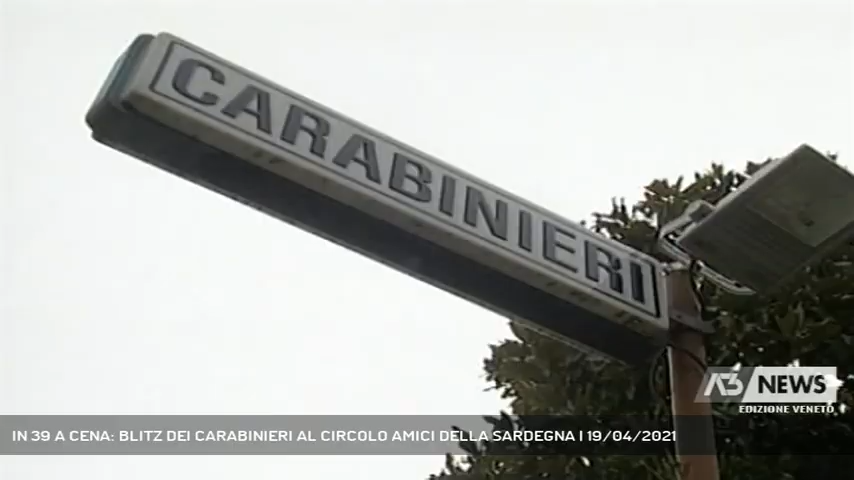 CARABINIERI
A3 NEWS
EDIZIONE VENETO
IN 39 A CENA: BLITZ DEI CARABINIERI AL CIRCOLO AMICI DELLA SARDEGNA | 19/04/2021